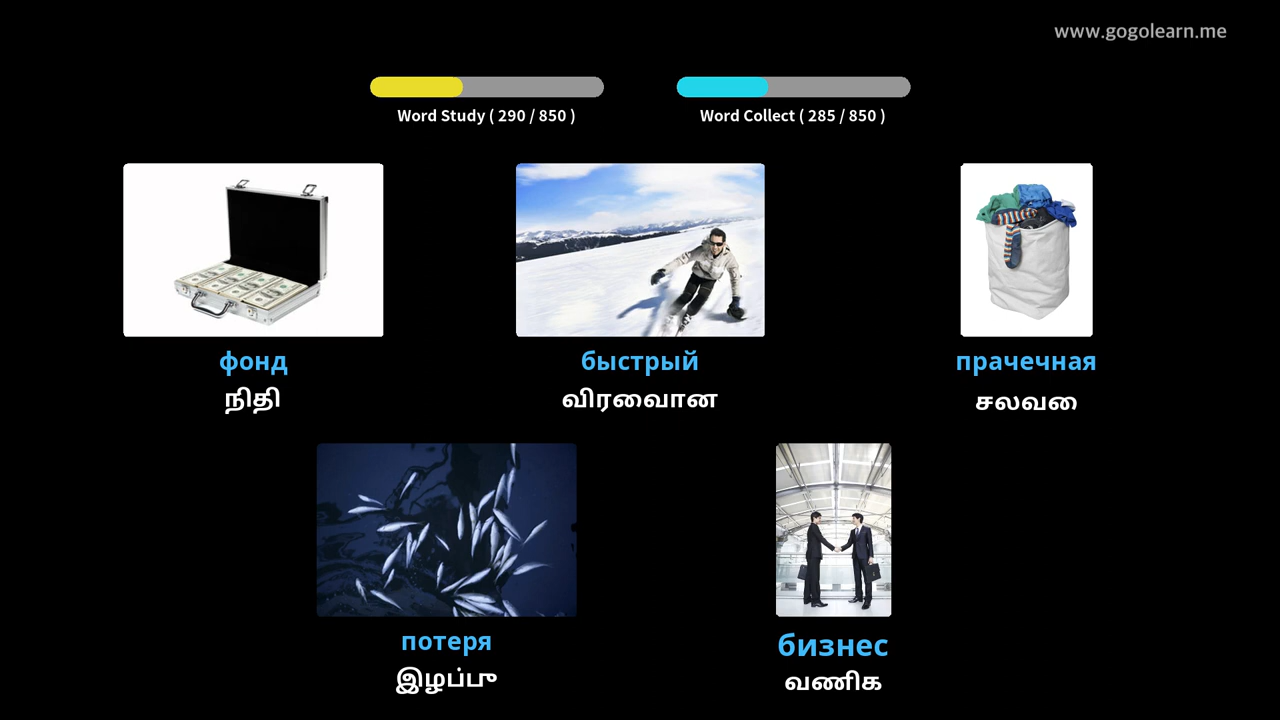 www.gogolearn.me
Word Study ( 290 / 850 )
Word Collect ( 285 / 850 )
фонд
நிதி
быстрый
விரவைான
прачечная
சலவை
потеря
இழப்பு
бизнес
வணிக